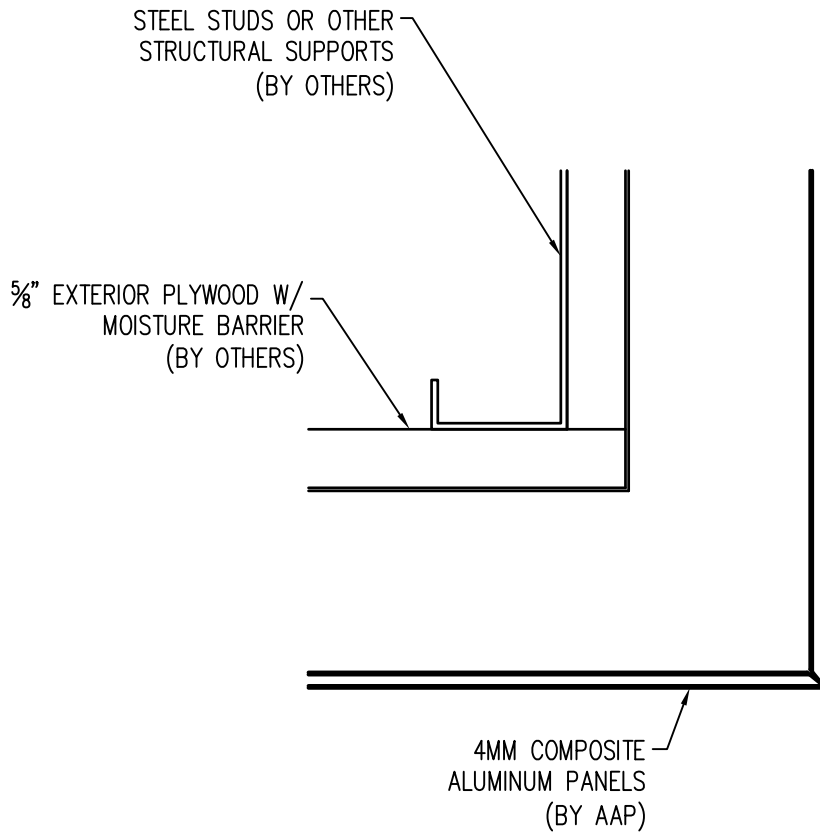 STEEL STUDS OR OTHER
STRUCTURAL SUPPORTS
(BY OTHERS)
⅝" EXTERIOR PLYWOOD W/
MOISTURE BARRIER
(BY OTHERS)
4MM COMPOSITE
ALUMINUM PANELS
(BY AAP)